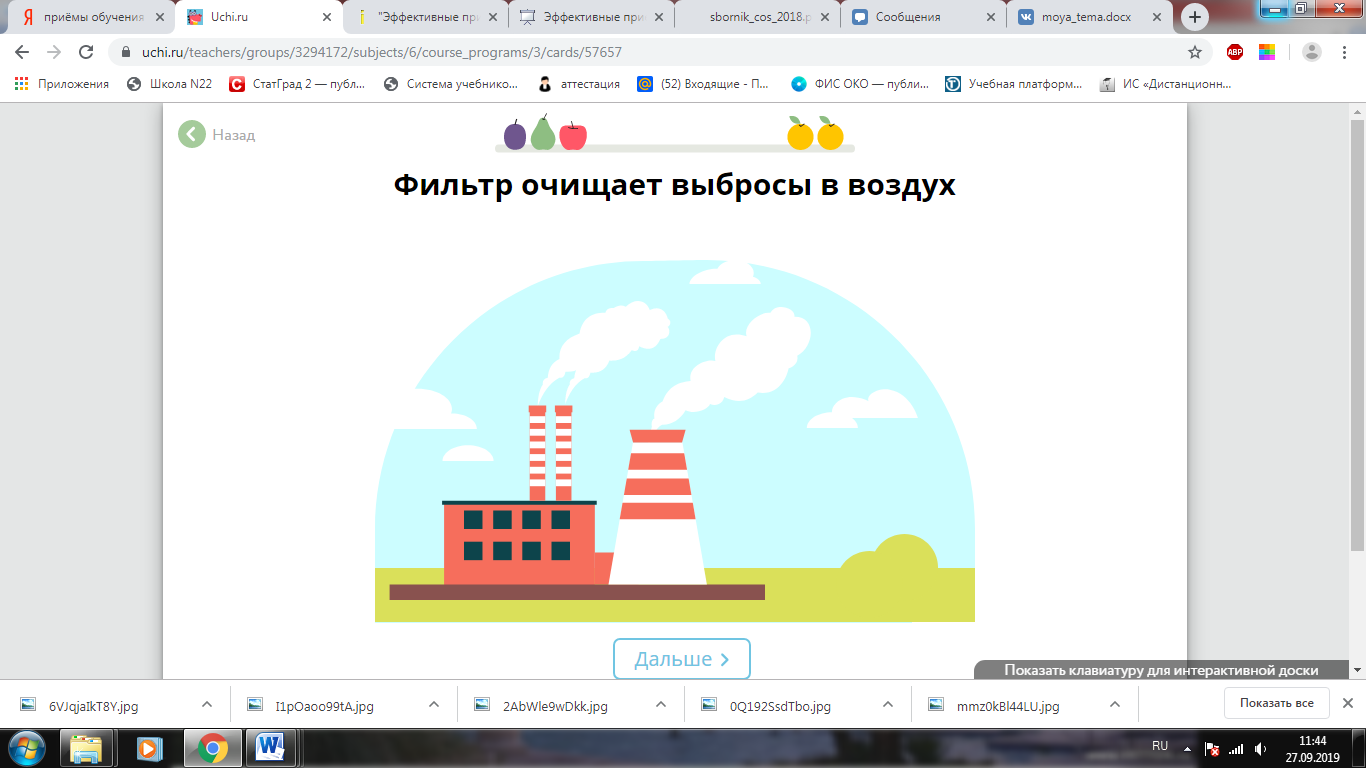 приёмы обучения
Uchi.ru
"Эффективные при
Эффективные при
sbornik_cos_2018.p
Сообщения
moya_tema.docx
uchi.ru/teachers/groups/3294172/subjects/6/course_programs/3/cards/57657
ABP
Приложения
Школа N22
СтатГрад 2 — публ...
Система учебнико...
аттестация
(52) Входящие - П...
ФИС ОКО — публи...
Учебная платформ...
ИС «Дистанционн...
Назад
Фильтр очищает выбросы в воздух
Дальше
Показать клавиатуру для интерактивной доски
6VJqjaIkT8Y.jpg
I1pOaoo99tA.jpg
2AbWle9wDkk.jpg
0Q192SsdTbo.jpg
mmz0kBl44LU.jpg
Показать все
RU
11:44
27.09.2019